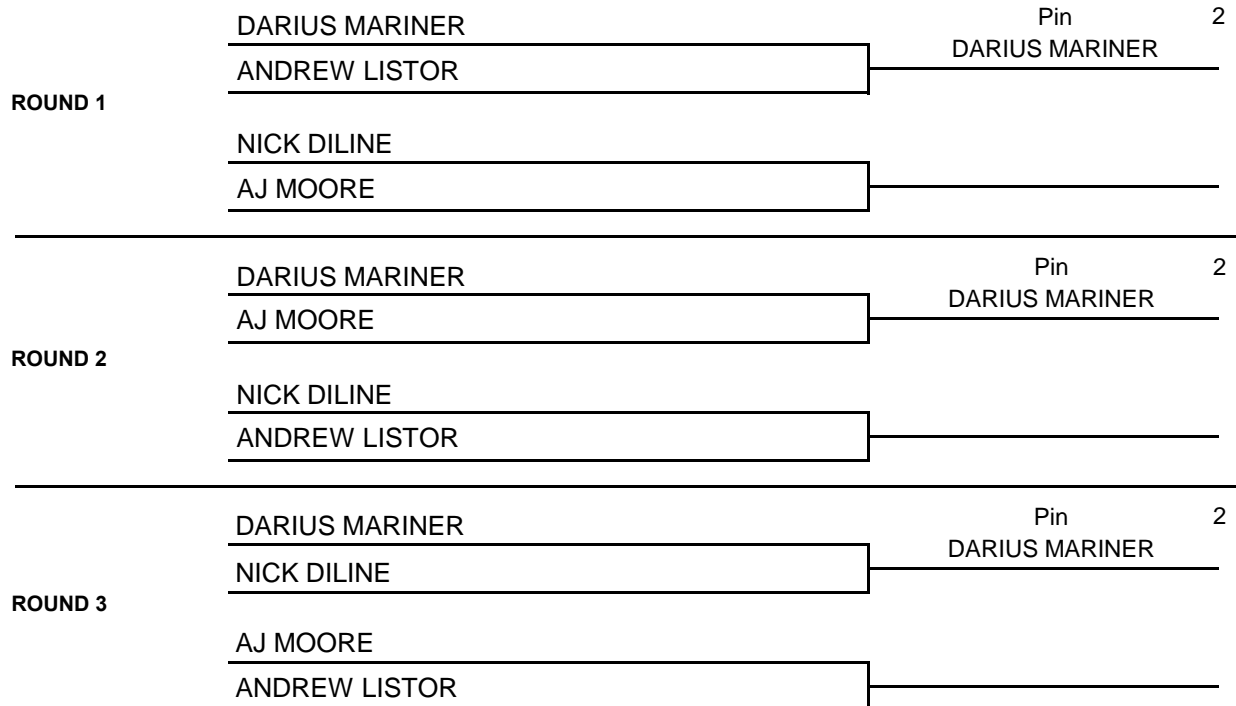 DARIUS MARINER
Pin 2
DARIUS MARINER
ANDREW LISTOR
ROUND 1
NICK DILINE
AJ MOORE
DARIUS MARINER
Pin 2
DARIUS MARINER
AJ MOORE
ROUND 2
NICK DILINE
ANDREW LISTOR
DARIUS MARINER
Pin 2
DARIUS MARINER
NICK DILINE
ROUND 3
AJ MOORE
ANDREW LISTOR